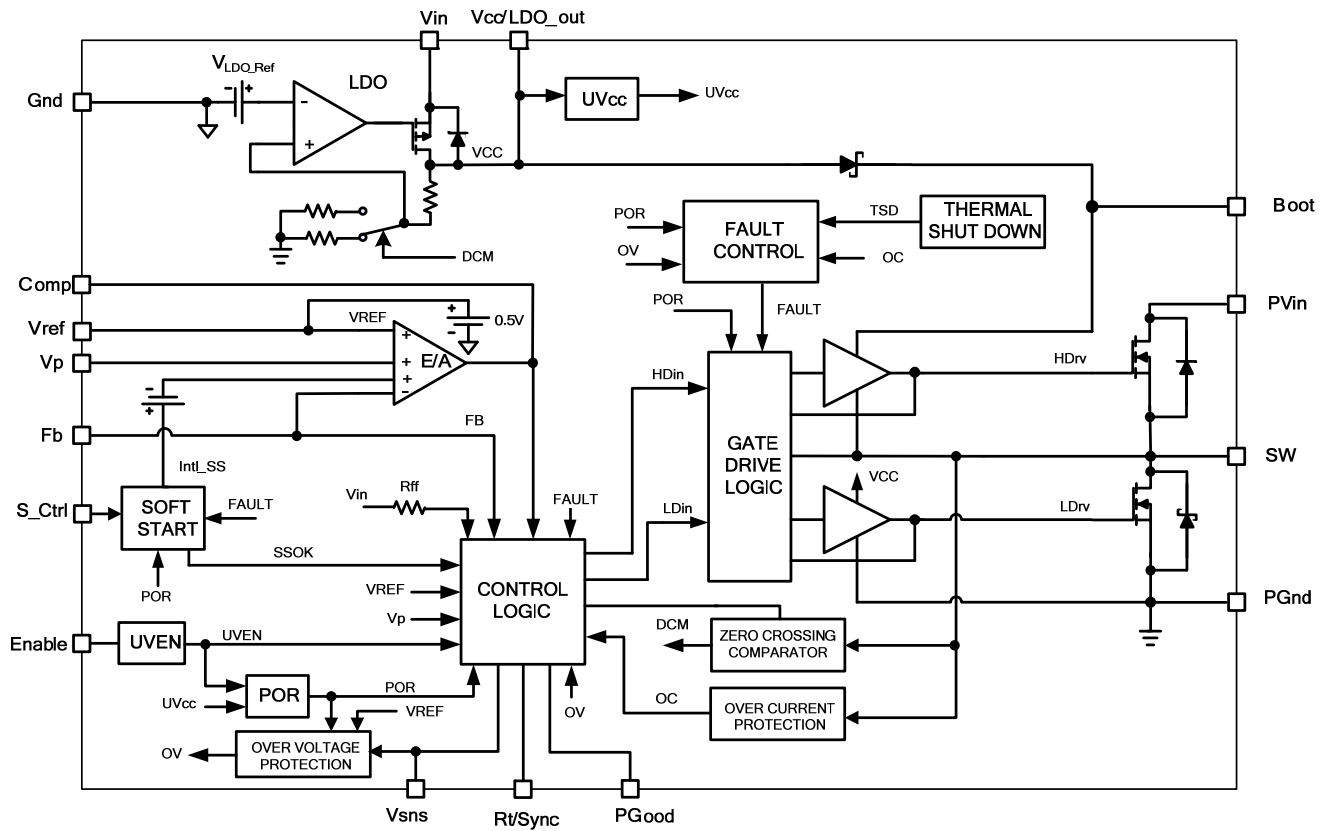 Vin
Vcc/LDO_out
VLDO_Ref
LDO
Gnd
- +
-
+
UVcc
UVcc
VCC
Boot
POR
OV
FAULT
CONTROL
TSD
OC
THERMAL
SHUT DOWN
DCM
Comp
Vref
VREF
+
-
0.5V
Vp
E/A
+
+
+
-
-
+
POR
FAULT
PVin
HDrv
HDin
Fb
FB
Intl_SS
GATE
DRIVE
LOGIC
SW
VCC
S_Ctrl
SOFT
START
FAULT
Vin
Rff
FAULT
LDin
LDrv
SSOK
POR
VREF
Vp
CONTROL
LOGIC
PGnd
Enable
UVEN
UVEN
DCM
ZERO CROSSING
COMPARATOR
UVcc
POR
POR
VREF
OV
OC
OVER CURRENT
PROTECTION
OV
OVER VOLTAGE
PROTECTION
Vsns
Rt/Sync
PGood